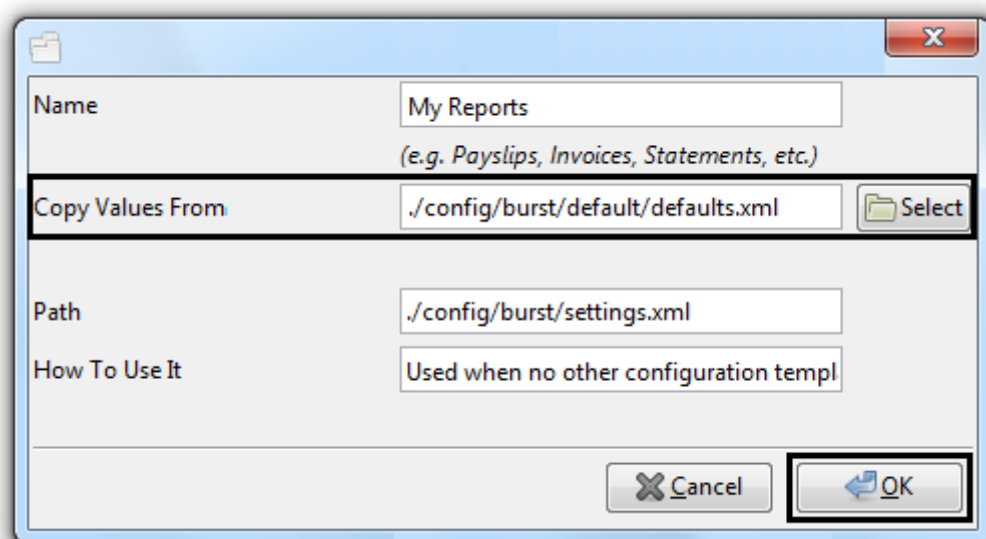 Name
My Reports
(e.g. Payslips, Invoices, Statements, etc.)
Copy Values From
./config/burst/default/defaults.xml
Select
Path
./config/burst/settings.xml
How To Use It
Used when no other configuration templ
Cancel
OK